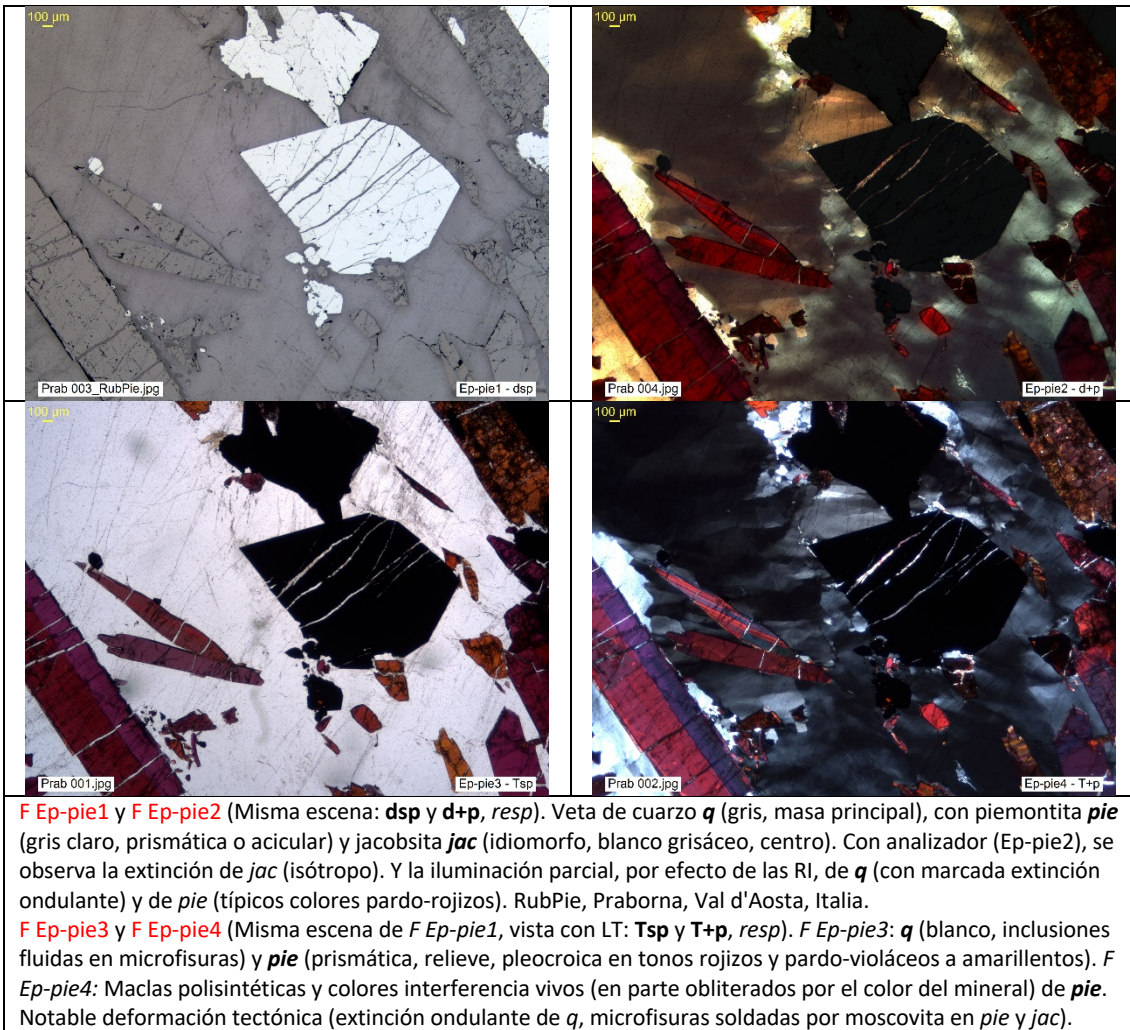 100 µm
100 µm
Prab 003_RubPie.jpg
Ep-pie1 - dsp
Prab 004.jpg
Ep-pie2 - d+p
100 µm
100 µm
Prab 001.jpg
Ep-pie3 - Tsp
Prab 002.jpg
Ep-pie4 - T+p
F Ep-pie1 y F Ep-pie2 (Misma escena: dsp y d+p, resp). Veta de cuarzo q (gris, masa principal), con piemontita pie
(gris claro, prismática o acicular) y jacobsita jac (idiomorfo, blanco grisáceo, centro). Con analizador (Ep-pie2), se
observa la extinción de jac (isótropo). Y la iluminación parcial, por efecto de las RI, de q (con marcada extinción
ondulante) y de pie (típicos colores pardo-rojizos). RubPie, Praborna, Val d'Aosta, Italia.
F Ep-pie3 y F Ep-pie4 (Misma escena de F Ep-pie1, vista con LT: Tsp y T+p, resp). F Ep-pie3: q (blanco, inclusiones
fluidas en microfisuras) y pie (prismática, relieve, pleocroica en tonos rojizos y pardo-violáceos a amarillentos). F
Ep-pie4: Maclas polisintéticas y colores interferencia vivos (en parte obliterados por el color del mineral) de pie.
Notable deformación tectónica (extinción ondulante de q, microfisuras soldadas por moscovita en pie y jac).